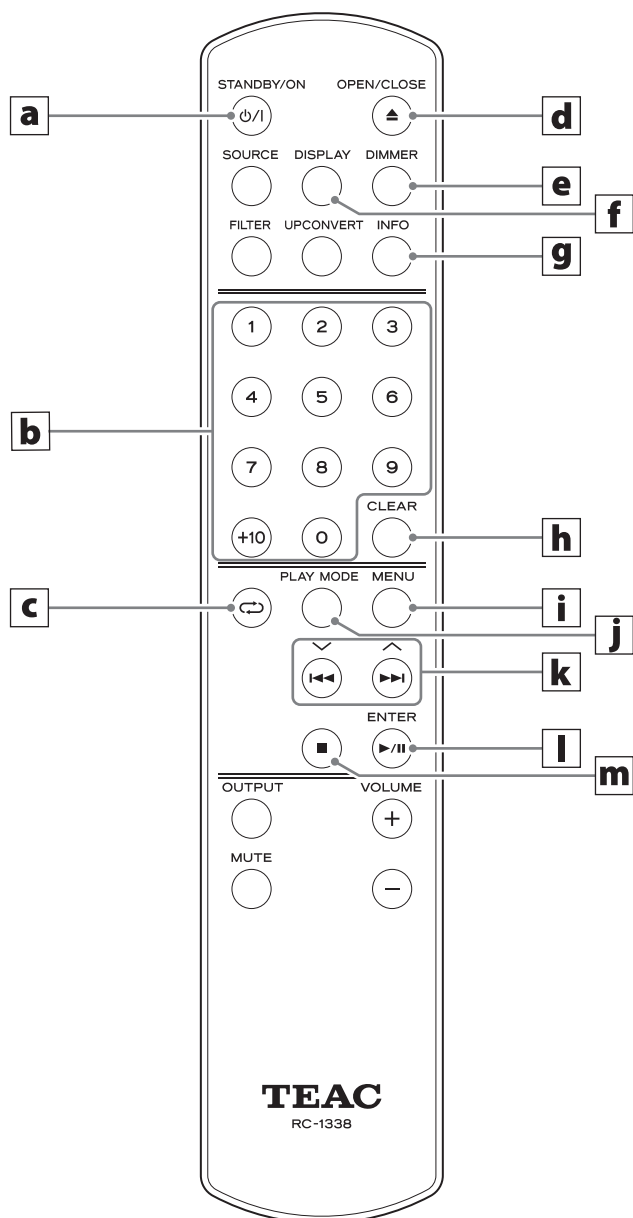 STANDBY/ON OPEN/CLOSE
a d
SOURCE DISPLAY DIMMER
e
f
FILTER UPCONVERT INFO
g
1 2 3
4 5 6
b
7 8 9
CLEAR
+10 0 h
PLAY MODE MENU
c i
j
k
ENTER
l
m
OUTPUT VOLUME
+
MUTE
−
TEAC
RC-1338